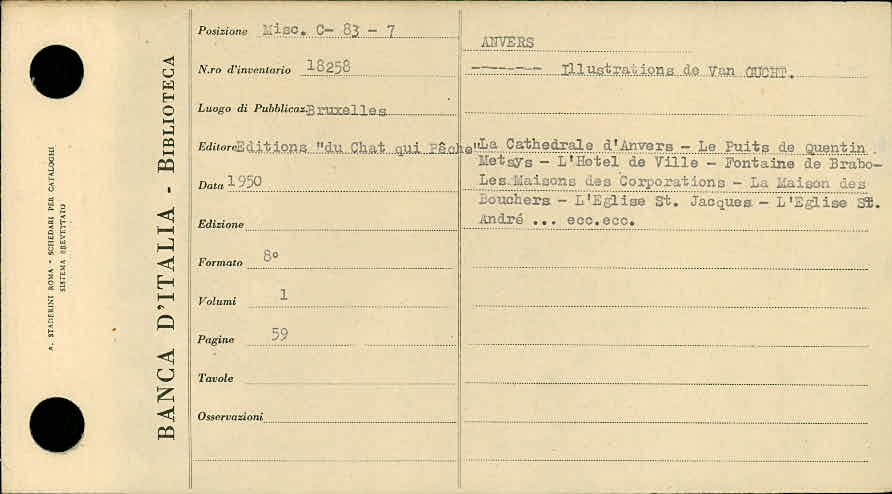 A. STADERINI ROMA - SCHEDARI PER CATALOGHI
SISTEMA BREVETTATO
BANCA D'ITALIA - BIBLIOTECA
Posizione Misc. C- 83 - 7
N.ro d'inventario 18258
Luogo di Pubblicaz. Bruxelles
Editore Editions "du Chat qui Pêche"
Data 1950
Edizione
Formato 8º
Volumi 1
Pagine 59
Tavole
Osservazioni
ANVERS
------- Illustrations de Van OUCHT.
La Cathedrale d'Anvers - Le Puits de Quentin
Metsys - L'Hotel de Ville - Fontaine de Brabo-
Les Maisons des Corporations - La Maison des
Bouchers - L'Eglise St. Jacques - L'Eglise St.
André ... ecc.ecc.